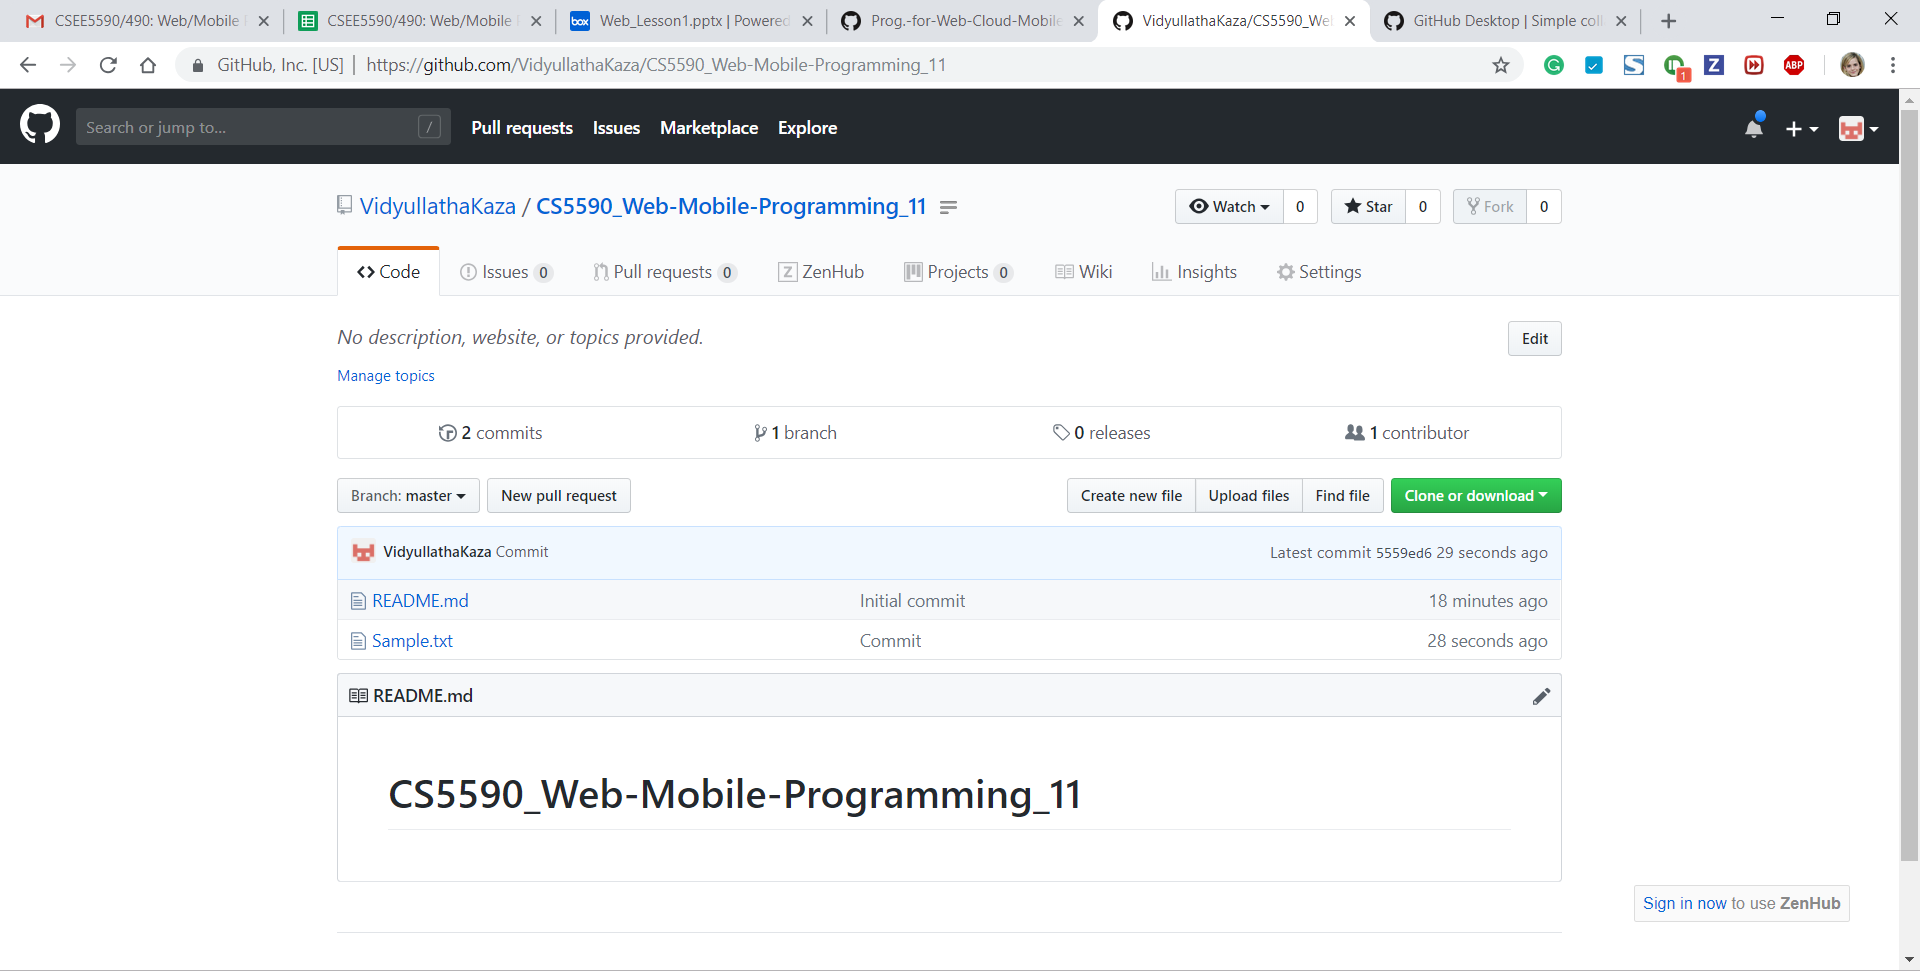 CSEE5590/490: Web/Mobile
CSEE5590/490: Web/Mobile
box Web_Lesson1.pptx | Powered
Prog.-for-Web-Cloud-Mobile
VidyullathaKaza/CS5590_We
GitHub Desktop | Simple coll
GitHub, Inc. [US] | https://github.com/VidyullathaKaza/CS5590_Web-Mobile-Programming_11
1
Z
ABP
Search or jump to... /
Pull requests Issues Marketplace Explore
VidyullathaKaza / CS5590_Web-Mobile-Programming_11
Watch 0 Star 0 Fork 0
Code Issues 0 Pull requests 0 ZenHub Projects 0 Wiki Insights Settings
No description, website, or topics provided.
Edit
Manage topics
2 commits 1 branch 0 releases 1 contributor
Branch: master New pull request Create new file Upload files Find file Clone or download
VidyullathaKaza Commit Latest commit 5559ed6 29 seconds ago
README.md Initial commit 18 minutes ago
Sample.txt Commit 28 seconds ago
README.md
CS5590_Web-Mobile-Programming_11
Sign in now to use ZenHub